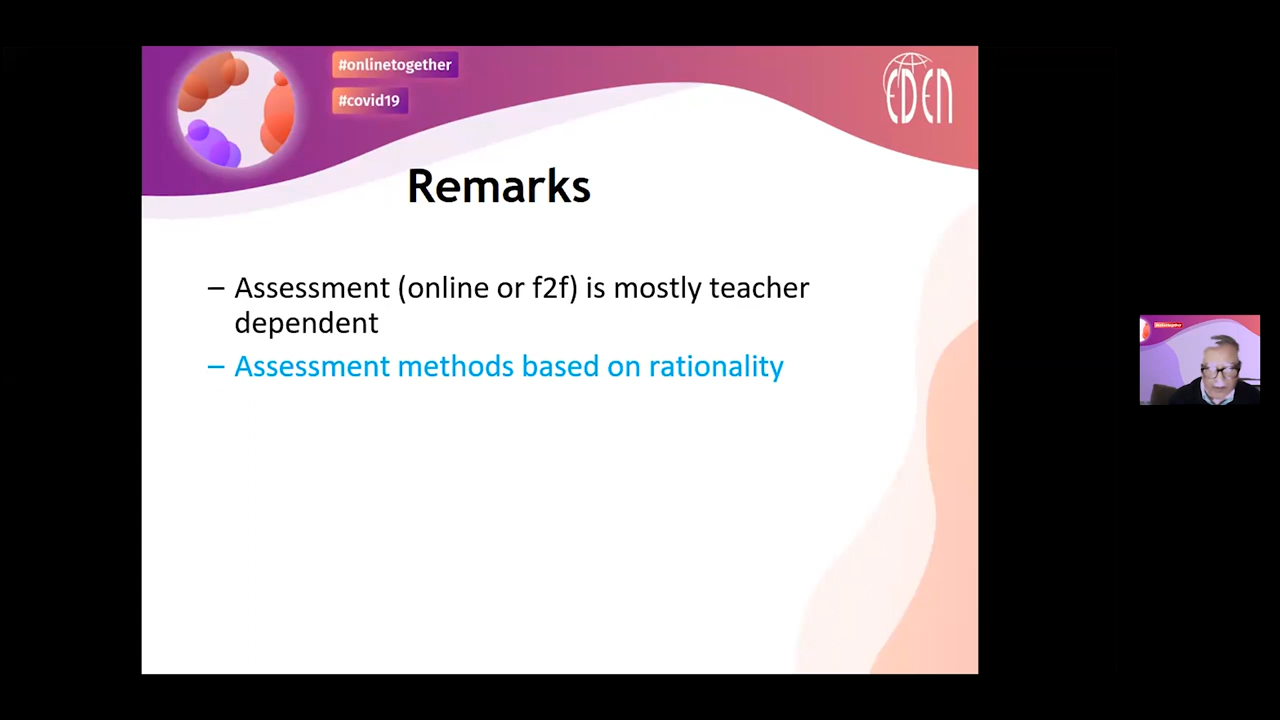 #onlinetogether
#covid19
EDEN
Remarks
– Assessment (online or f2f) is mostly teacher
dependent
– Assessment methods based on rationality